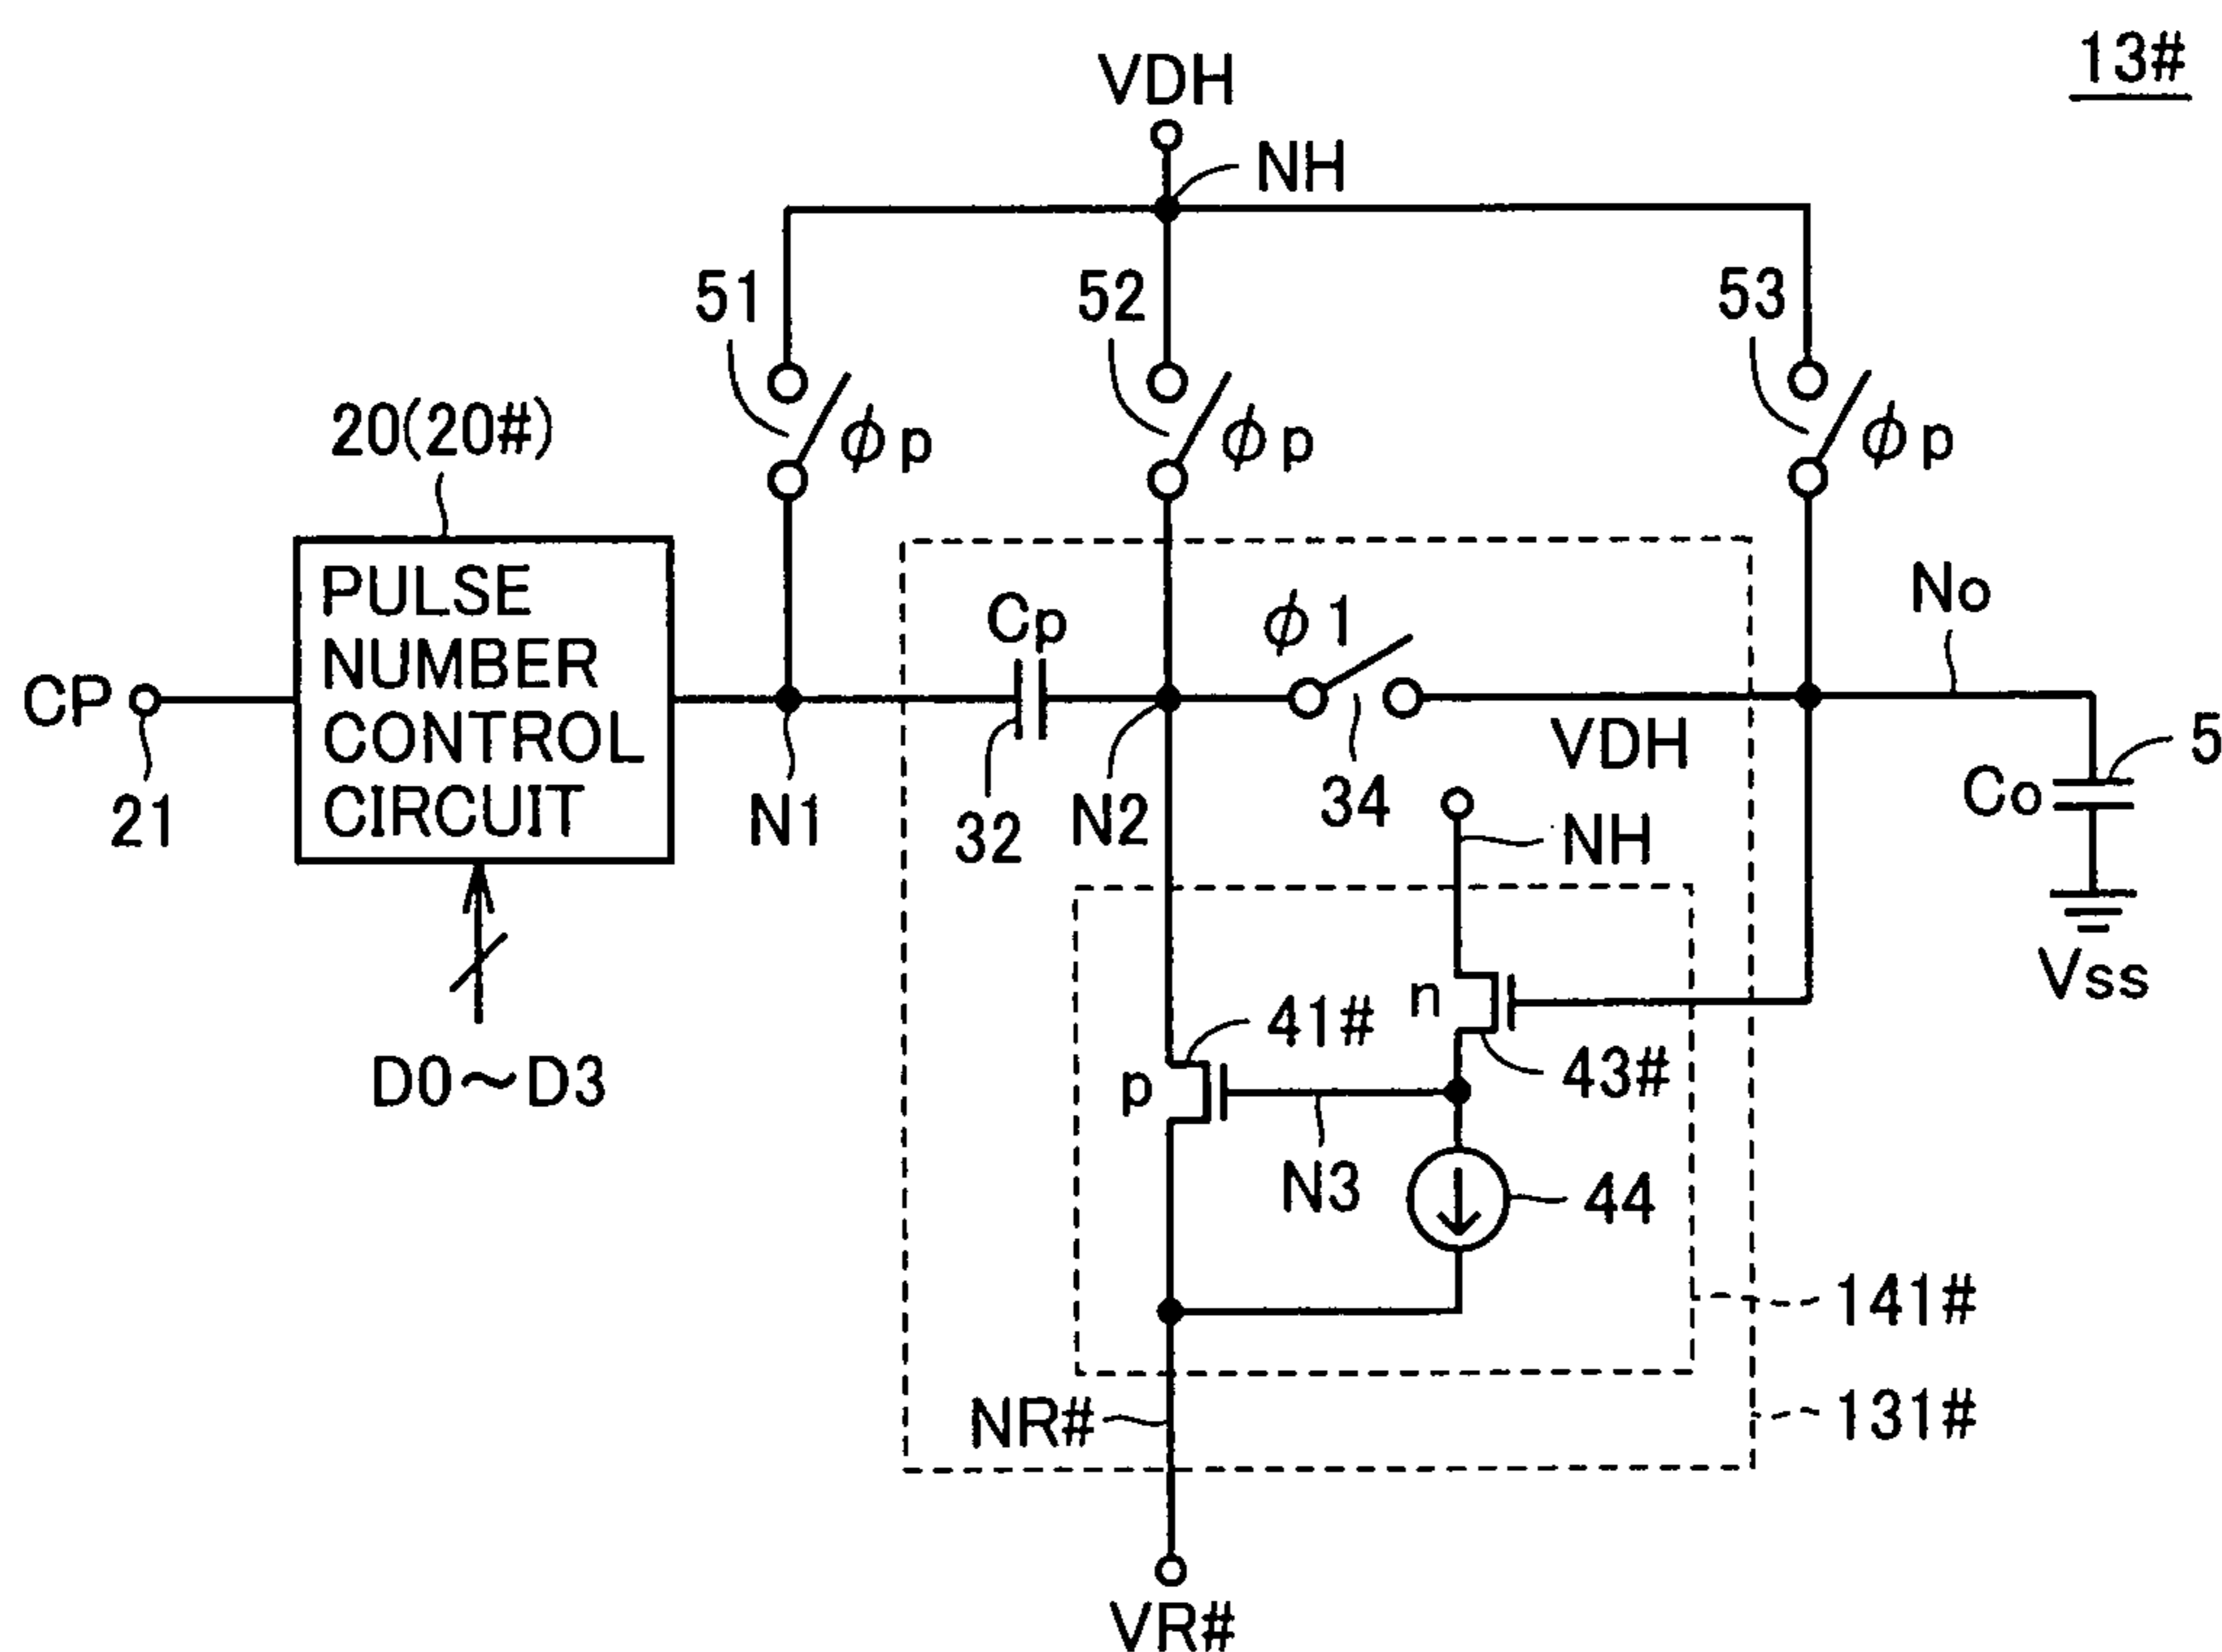 13#
VDH
NH
51
52
53
ϕp
ϕp
ϕp
20(20#)
PULSE
NUMBER
CONTROL
CIRCUIT
CP
21
D0~D3
N1
Cp
32
N2
ϕ1
34
VDH
NH
No
5
Co
Vss
n
43#
41#
p
N3
44
141#
131#
NR#
VR#